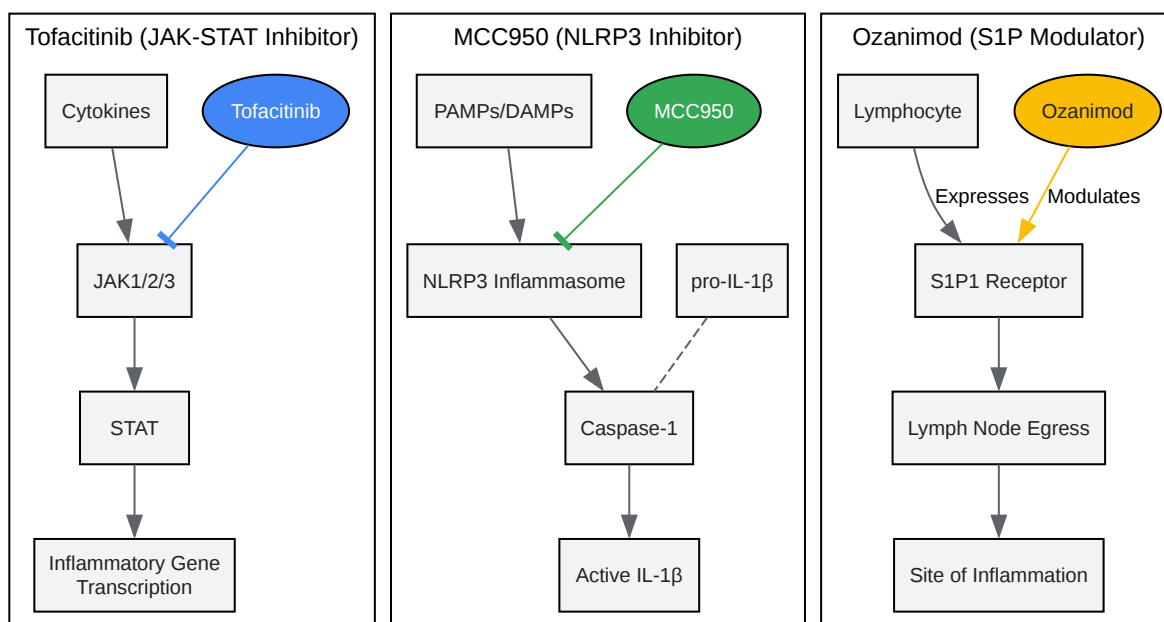 Tofacitinib (JAK-STAT Inhibitor)
Cytokines
Tofacitinib
JAK1/2/3
STAT
Inflammatory Gene
Transcription
MCC950 (NLRP3 Inhibitor)
PAMPs/DAMPs
MCC950
NLRP3 Inflammasome
pro-IL-1β
Caspase-1
Active IL-1β
Ozanimod (S1P Modulator)
Lymphocyte
Ozanimod
Expresses
Modulates
S1P1 Receptor
Lymph Node Egress
Site of Inflammation